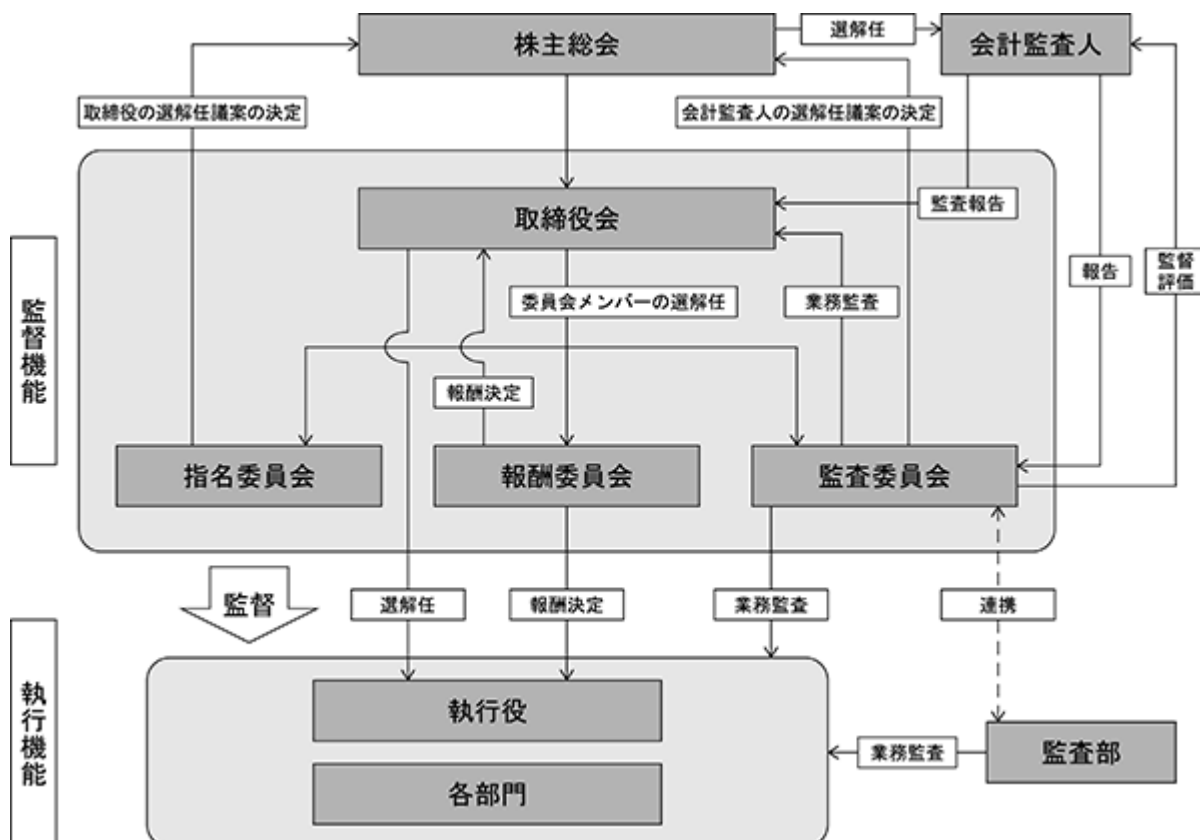 株主総会
選解任
会計監査人
取締役の選解任議案の決定
会計監査人の選解任議案の決定
取締役会
監査報告
監督機能
委員会メンバーの選解任
業務監査
報告
監督
評価
報酬決定
指名委員会
報酬委員会
監査委員会
監督
選解任
報酬決定
業務監査
連携
執行機能
執行役
業務監査
監査部
各部門